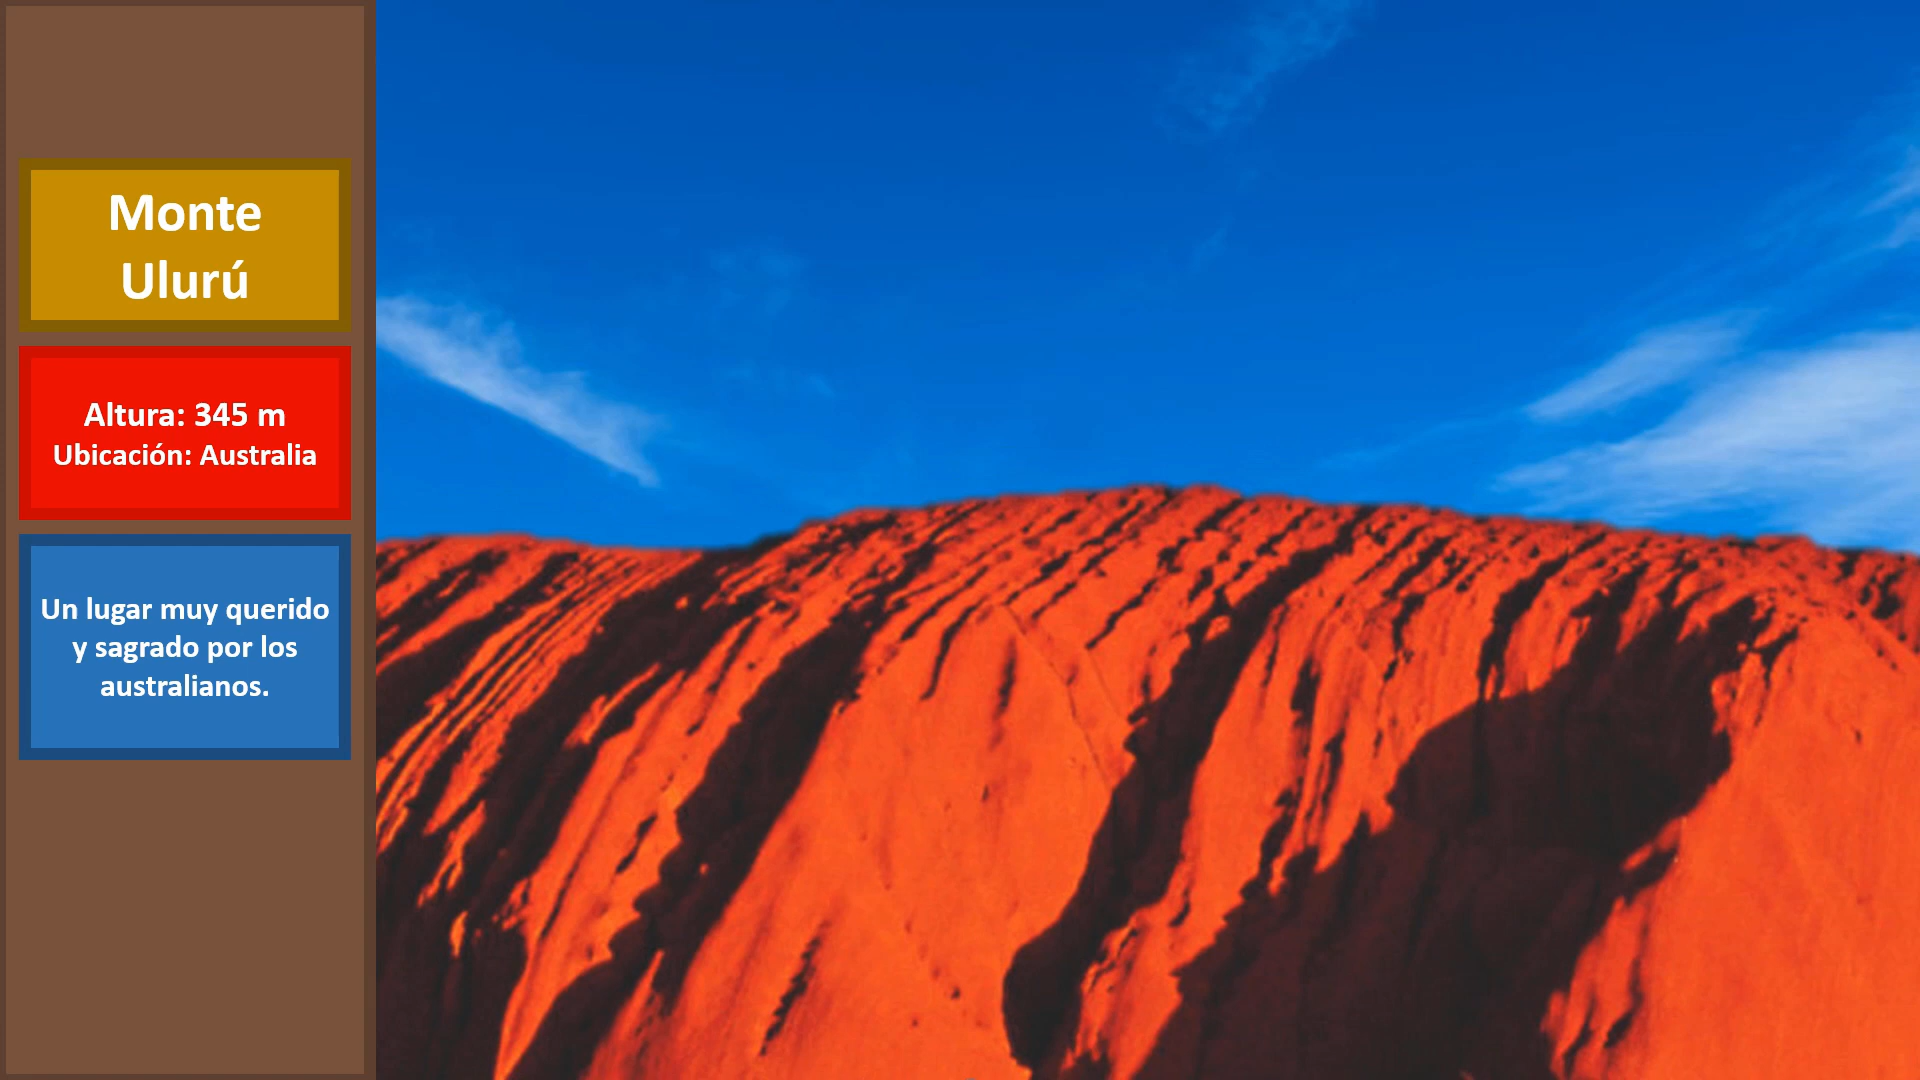 Monte
Ulurú
Altura: 345 m
Ubicación: Australia
Un lugar muy querido
y sagrado por los
australianos.